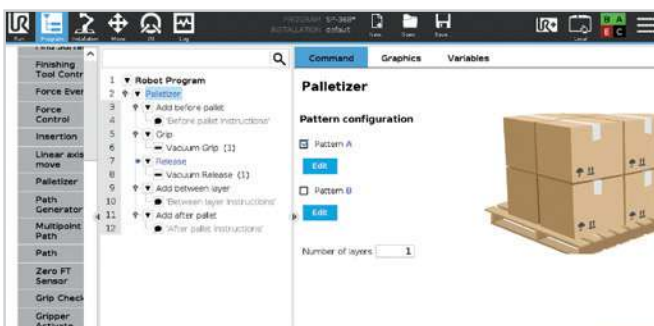 PROGRAM SP-368*
INSTALLATION default
Run
Program
Installation
Move
I/O
Log
New...
Open...
Save...
Local
B A
E C
Finishing
Tool Contr
Force Ever
Force
Control
Insertion
Linear axis
move
Palletizer
Path
Generator
Multipoint
Path
Path
Zero FT
Sensor
Grip Check
Gripper
Activate
1 Robot Program
2 Palletizer
3 Add before pallet
4 'Before pallet instructions'
5 Grip
6 Vacuum Grip (1)
7 Release
8 Vacuum Release (1)
9 Add between layer
10 'Between layer instructions'
11 Add after pallet
12 'After pallet instructions'
Command
Graphics
Variables
Palletizer
Pattern configuration
Pattern A
Edit
Pattern B
Edit
Number of layers 1